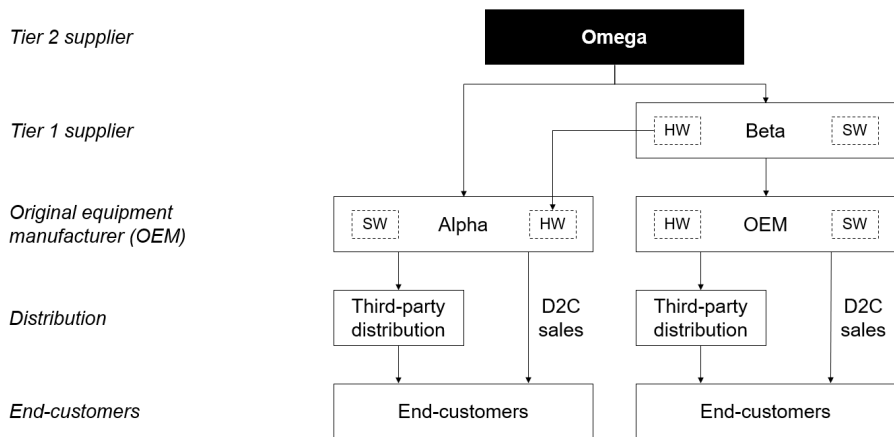 Tier 2 supplier
Omega
Tier 1 supplier
HW
Beta
SW
Original equipment
manufacturer (OEM)
SW
Alpha
HW
HW
OEM
SW
Distribution
Third-party
distribution
D2C
sales
Third-party
distribution
D2C
sales
End-customers
End-customers
End-customers